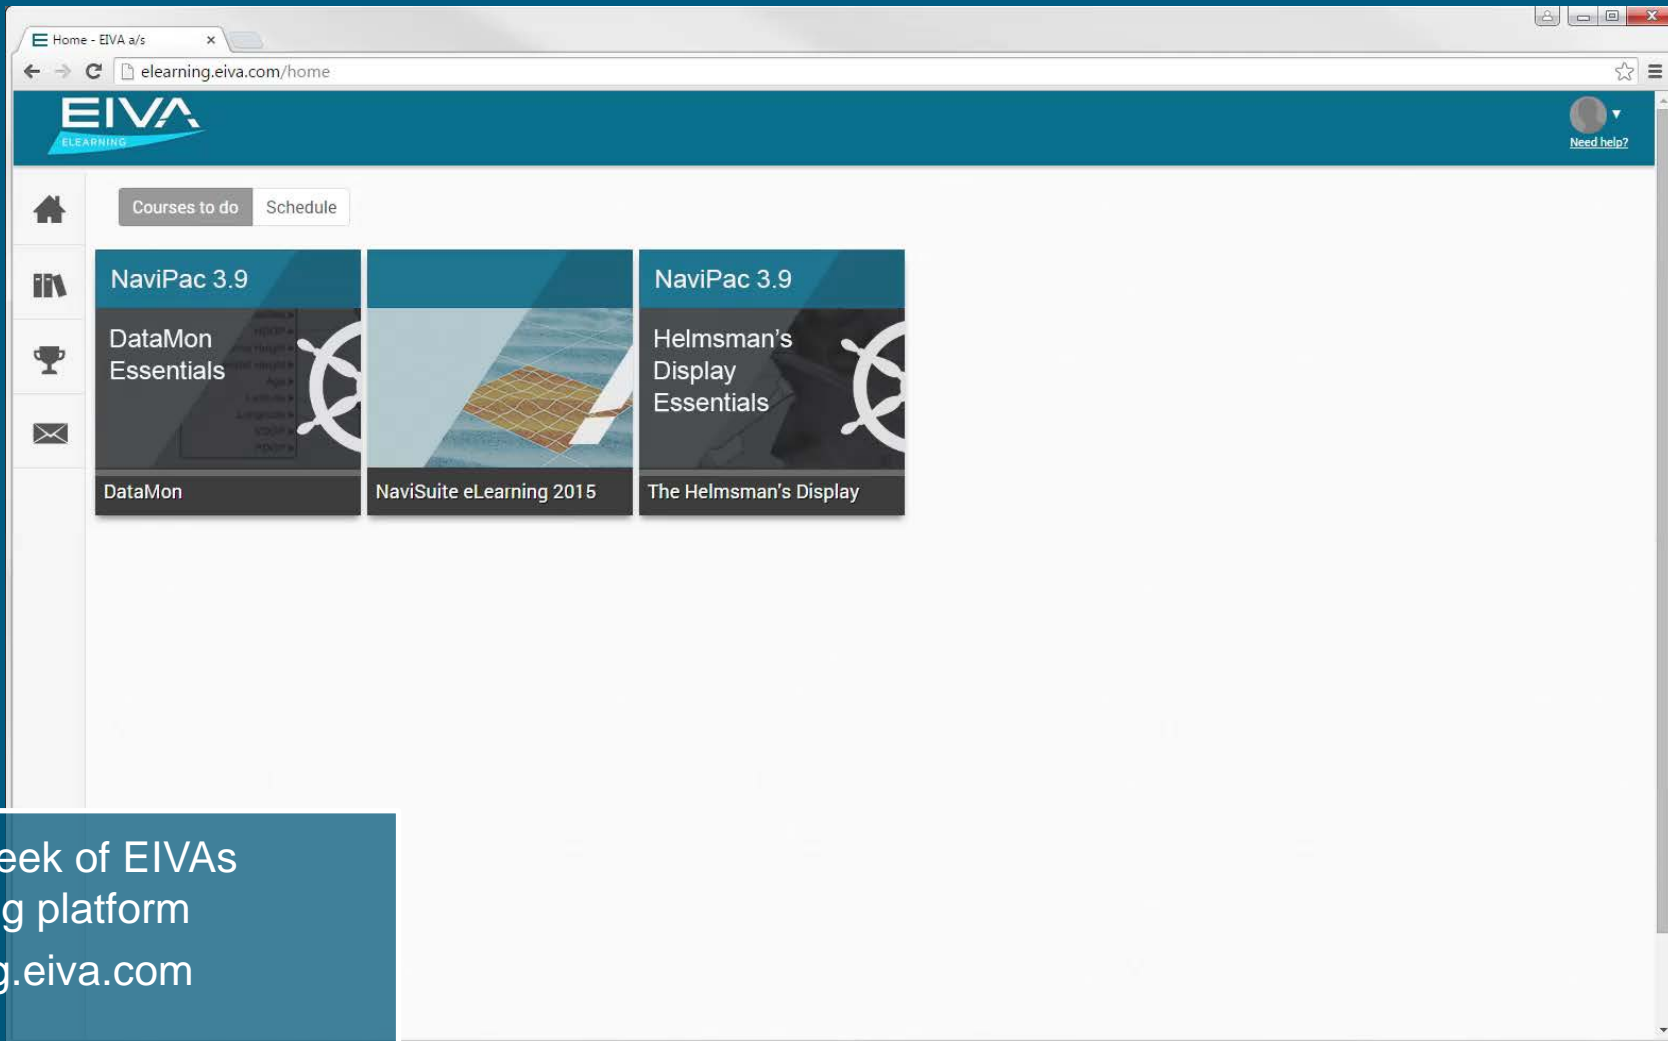 Home - EIVA a/s
elearning.eiva.com/home
EIVA
ELEARNING
Need help?
Courses to do Schedule
NaviPac 3.9
DataMon
Essentials
DataMon
NaviSuite eLearning 2015
NaviPac 3.9
Helmsman's
Display
Essentials
The Helmsman's Display
eek of EIVAs
g platform
g.eiva.com